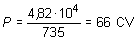 P = 4,82·10⁴ / 735 = 66 CV